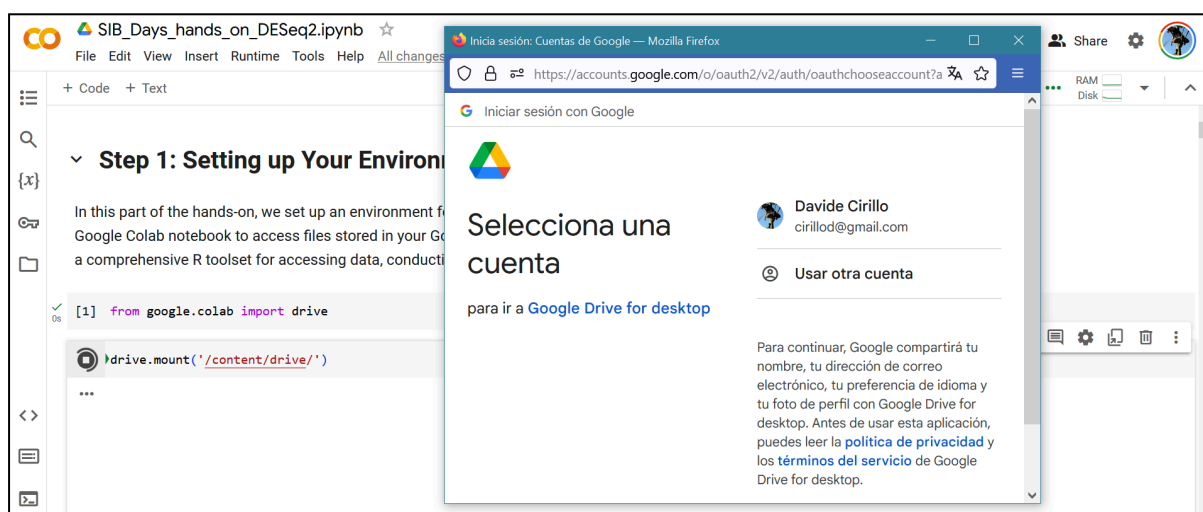 SIB_Days_hands_on_DESeq2.ipynb
File Edit View Insert Runtime Tools Help All changes
Share
+ Code + Text
RAM
Disk
{x}
Step 1: Setting up Your Environ
In this part of the hands-on, we set up an environment f
Google Colab notebook to access files stored in your Go
a comprehensive R toolset for accessing data, conducti
[1] from google.colab import drive
0s
drive.mount('/content/drive/')
Inicia sesión: Cuentas de Google — Mozilla Firefox
https://accounts.google.com/o/oauth2/v2/auth/oauthchooseaccount?a
Iniciar sesión con Google
Selecciona una
cuenta
para ir a Google Drive for desktop
Davide Cirillo
cirillod@gmail.com
Usar otra cuenta
Para continuar, Google compartirá tu
nombre, tu dirección de correo
electrónico, tu preferencia de idioma y
tu foto de perfil con Google Drive for
desktop. Antes de usar esta aplicación,
puedes leer la política de privacidad y
los términos del servicio de Google
Drive for desktop.